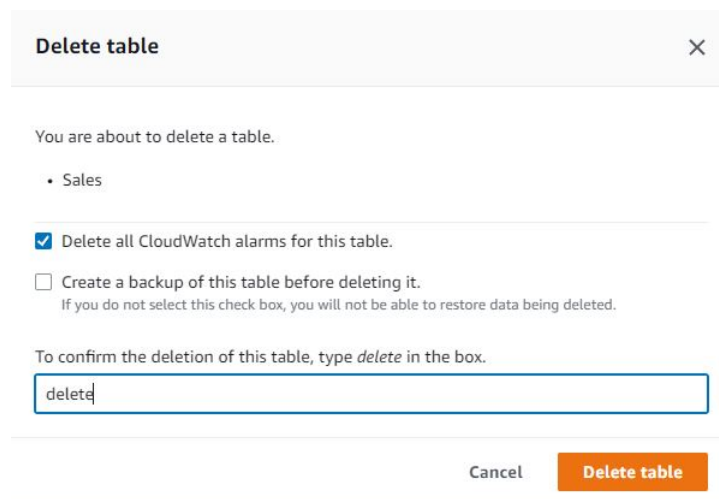 Delete table
You are about to delete a table.
• Sales
Delete all CloudWatch alarms for this table.
Create a backup of this table before deleting it.
If you do not select this check box, you will not be able to restore data being deleted.
To confirm the deletion of this table, type delete in the box.
delete
Cancel Delete table